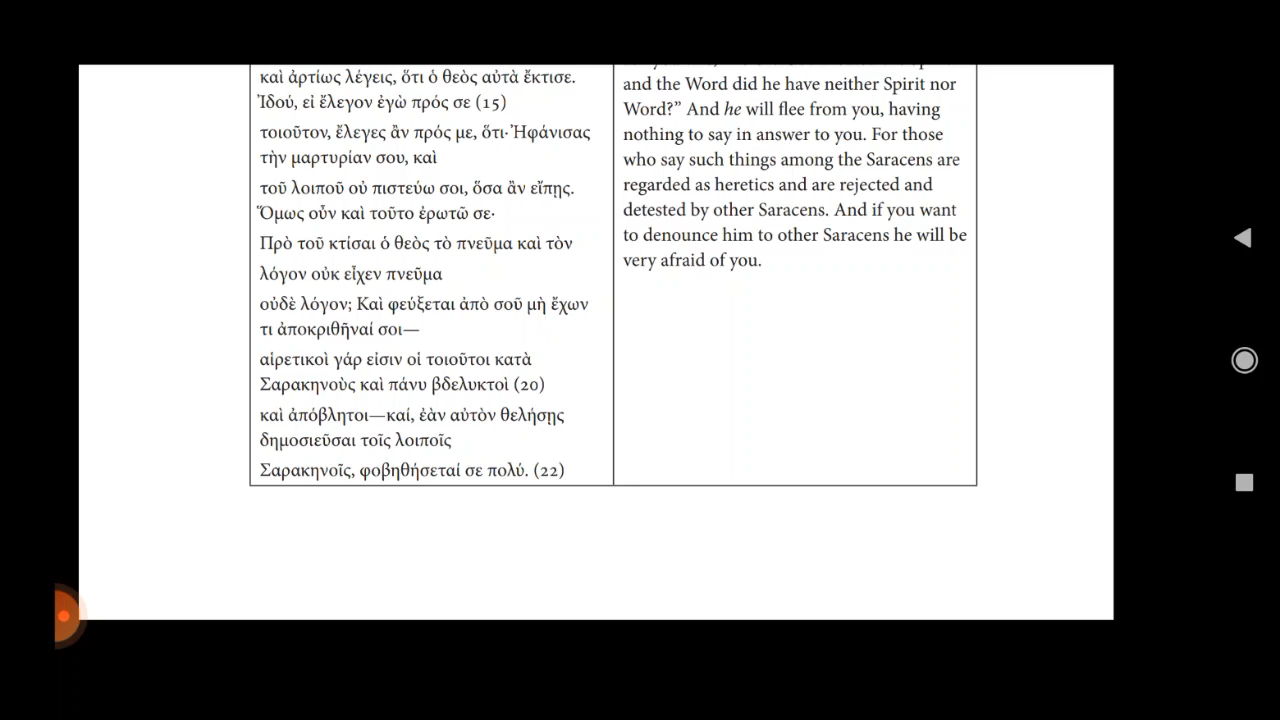 καὶ ἀρτίως λέγεις, ὅτι ὁ θεὸς αὐτὰ ἔκτισε.
Ἰδού, εἰ ἔλεγον ἐγὼ πρός σε (15)
τοιοῦτον, ἔλεγες ἂν πρός με, ὅτι· Ἠφάνισας
τὴν μαρτυρίαν σου, καὶ
τοῦ λοιποῦ οὐ πιστεύω σοι, ὅσα ἂν εἴπῃς.
Ὅμως οὖν καὶ τοῦτο ἐρωτῶ σε·
Πρὸ τοῦ κτίσαι ὁ θεὸς τὸ πνεῦμα καὶ τὸν
λόγον οὐκ εἶχεν πνεῦμα
οὐδὲ λόγον; Καὶ φεύξεται ἀπὸ σοῦ μὴ ἔχων
τι ἀποκριθῆναί σοι—
αἱρετικοὶ γάρ εἰσιν οἱ τοιοῦτοι κατὰ
Σαρακηνοὺς καὶ πάνυ βδελυκτοὶ (20)
καὶ ἀπόβλητοι—καί, ἐὰν αὐτὸν θελήσῃς
δημοσιεῦσαι τοῖς λοιποῖς
Σαρακηνοῖς, φοβηθήσεταί σε πολύ. (22)
and the Word did he have neither Spirit nor
Word?” And he will flee from you, having
nothing to say in answer to you. For those
who say such things among the Saracens are
regarded as heretics and are rejected and
detested by other Saracens. And if you want
to denounce him to other Saracens he will be
very afraid of you.